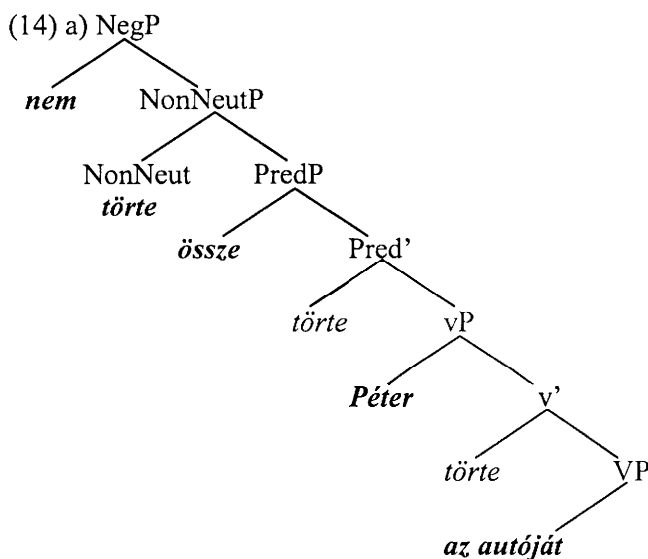 (14) a) NegP
nem NonNeutP
NonNeut PredP
törte
össze Pred’
törte vP
Péter v’
törte VP
az autóját